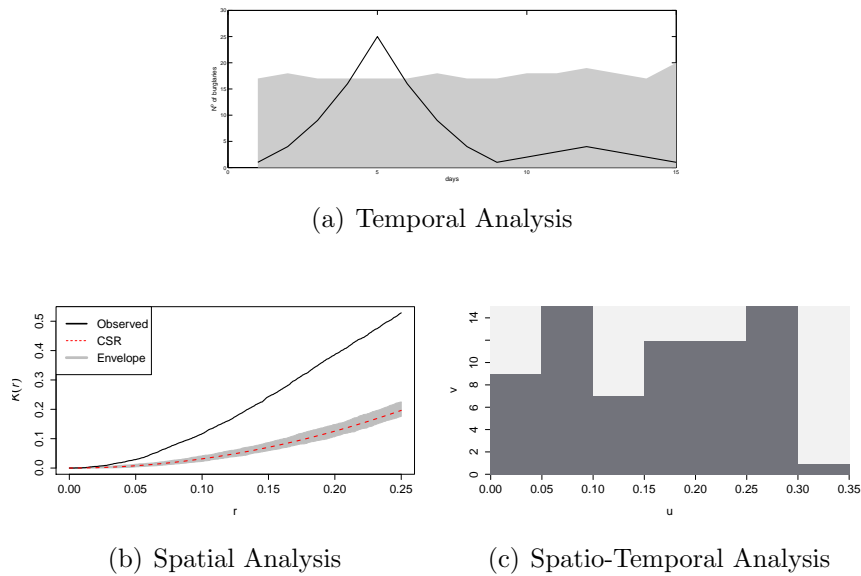 30
25
20
15
10
5
0
Nº of burglaries
0 5 10 15
days
(a) Temporal Analysis
Observed
CSR
Envelope
0.5
0.4
0.3
0.2
0.1
0.0
K(r)
0.00 0.05 0.10 0.15 0.20 0.25
r
(b) Spatial Analysis
14
10
8
6
4
2
0
v
0.00 0.05 0.10 0.15 0.20 0.25 0.30 0.35
u
(c) Spatio-Temporal Analysis